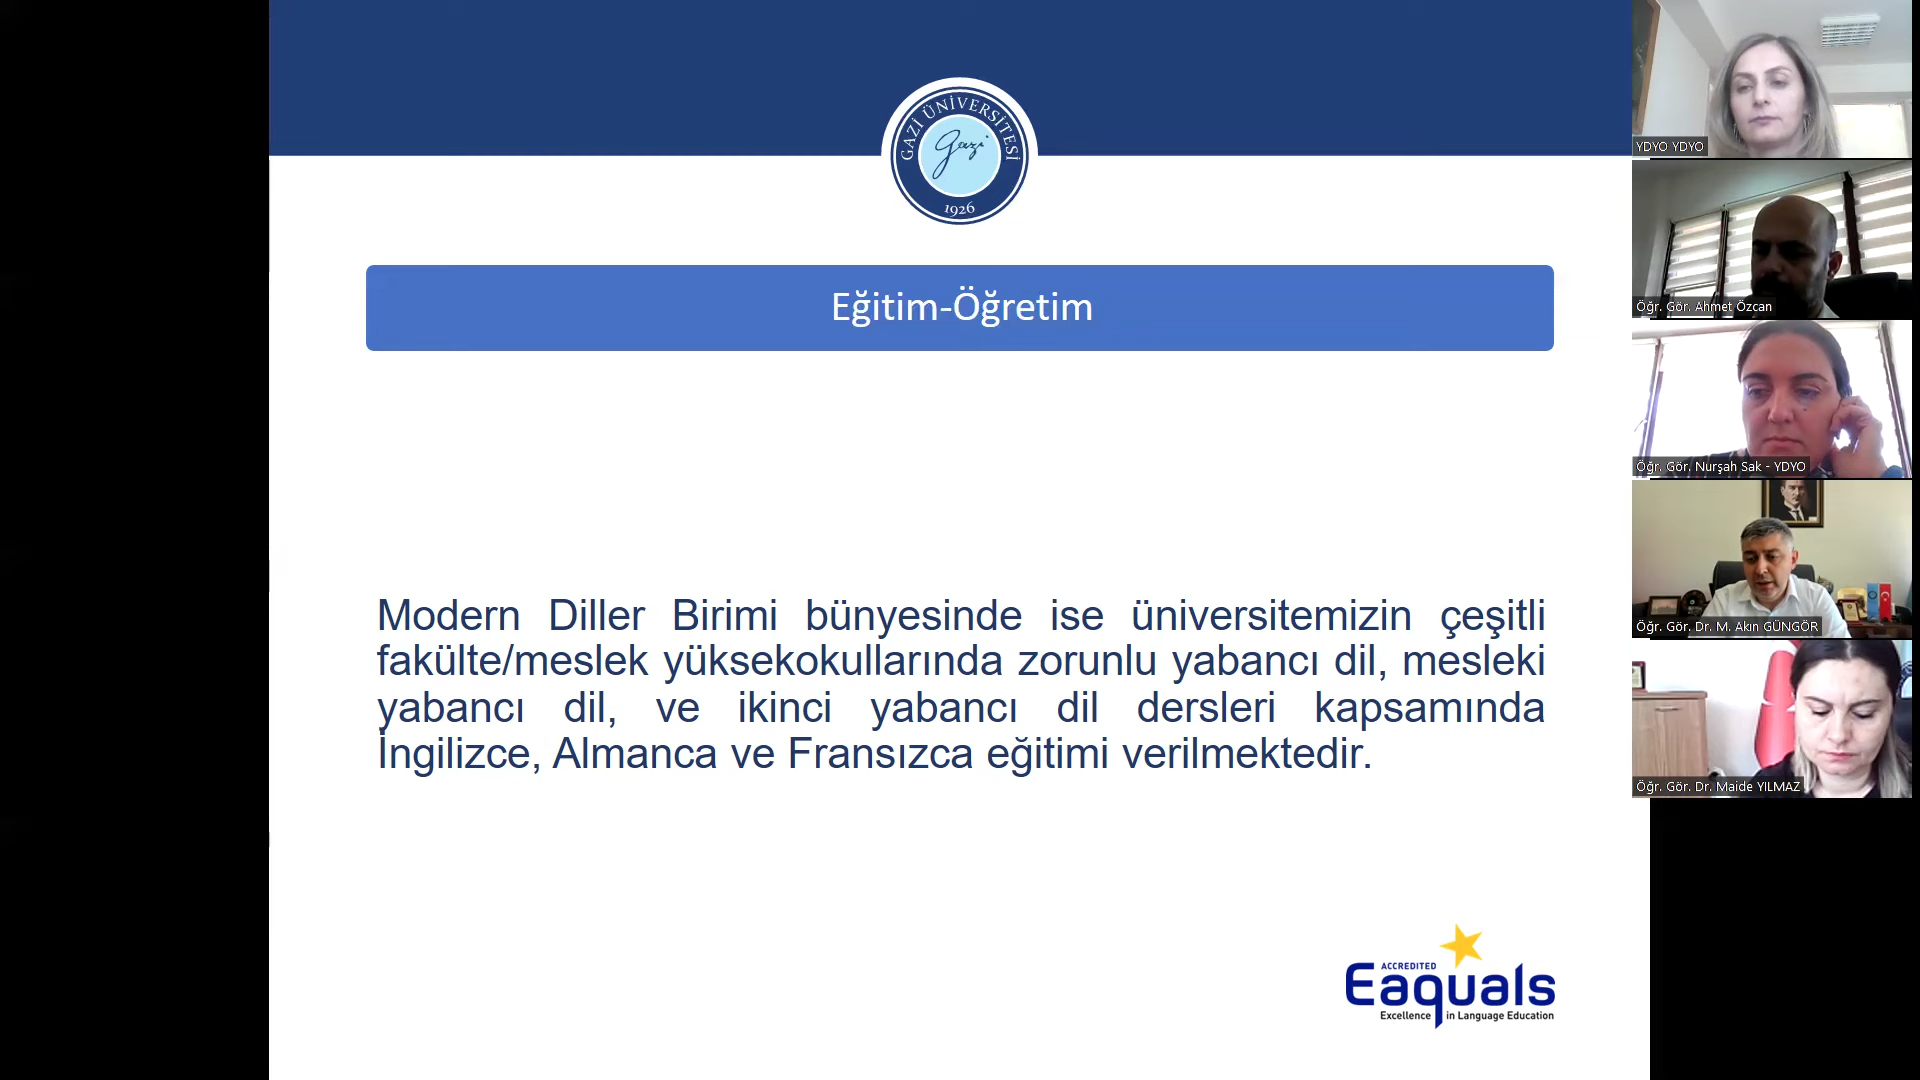 GAZİ ÜNİVERSİTESİ
Gazi
1926
Eğitim-Öğretim
Modern Diller Birimi bünyesinde ise üniversitemizin çeşitli
fakülte/meslek yüksekokullarında zorunlu yabancı dil, mesleki
yabancı dil, ve ikinci yabancı dil dersleri kapsamında
İngilizce, Almanca ve Fransızca eğitimi verilmektedir.
ACCREDITED
Eaquals
Excellence in Language Education
YDYO YDYO
Öğr. Gör. Ahmet Özcan
Öğr. Gör. Nurşah Sak - YDYO
Öğr. Gör. Dr. M. Akın GÜNGÖR
Öğr. Gör. Dr. Maide YILMAZ